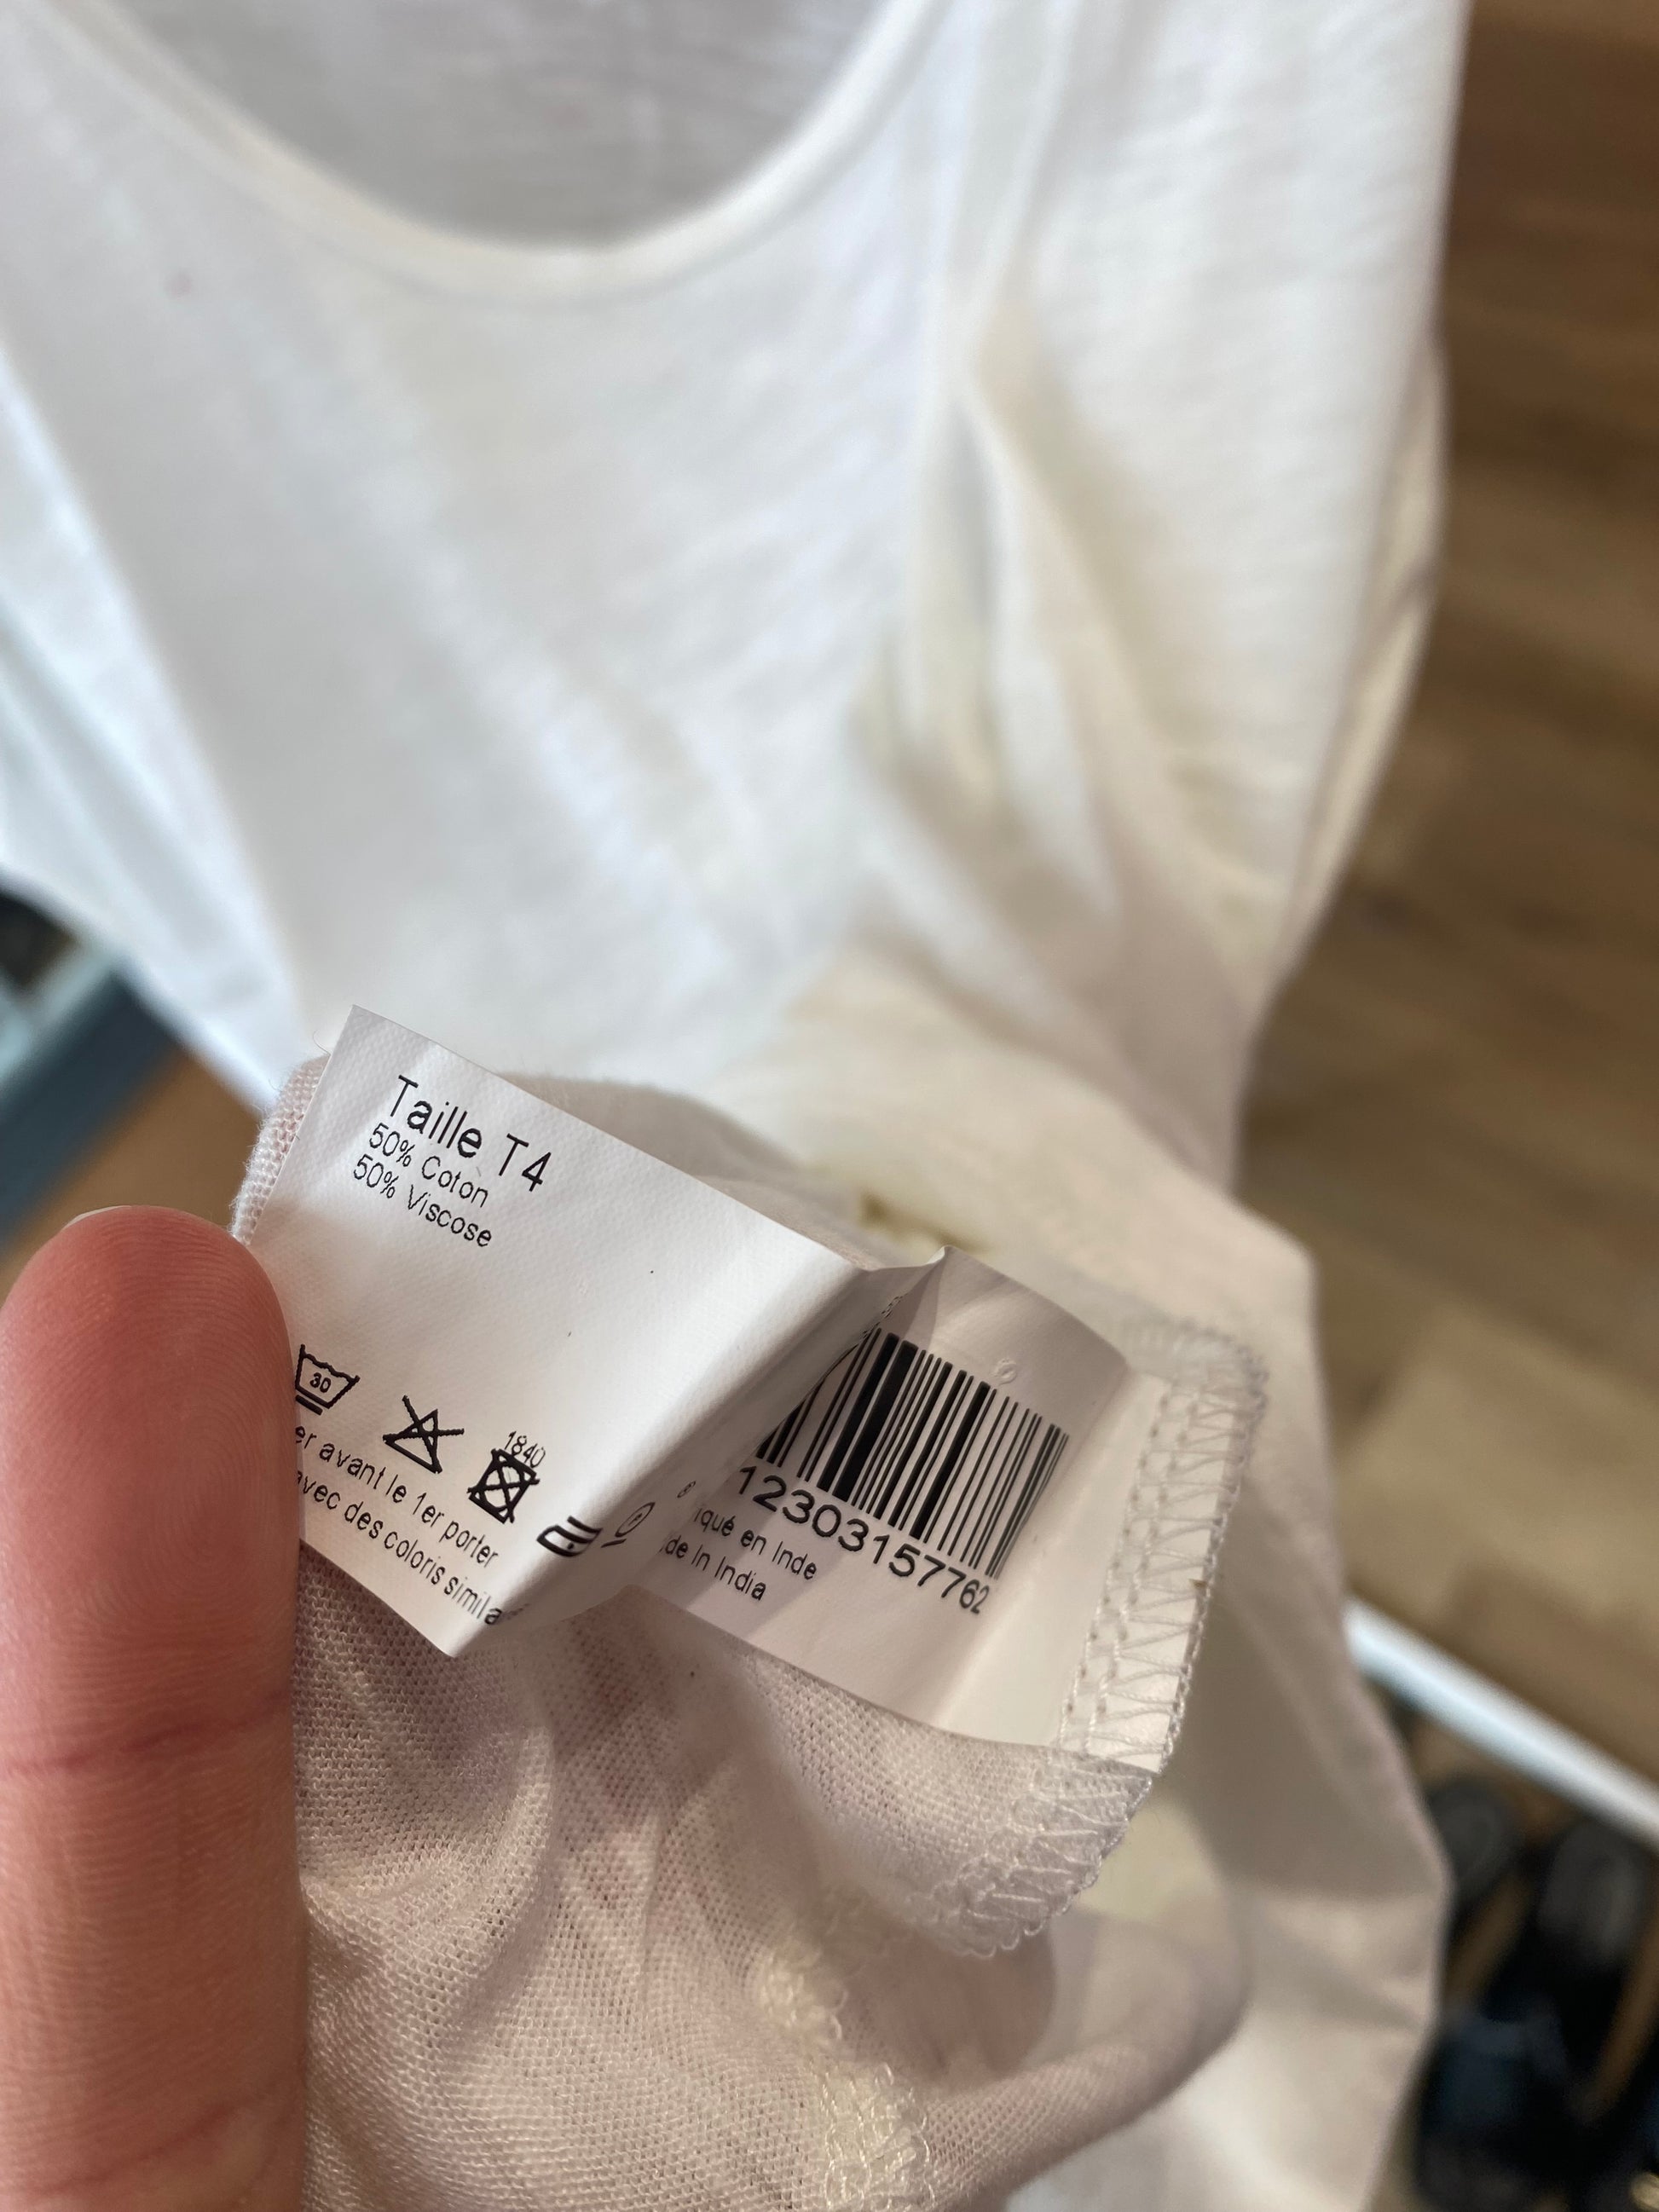 Taille T4
50% Coton
50% Viscose
30
1840
er avant le 1er porter
avec des coloris simila
12303157762
iqué en Inde
de In India